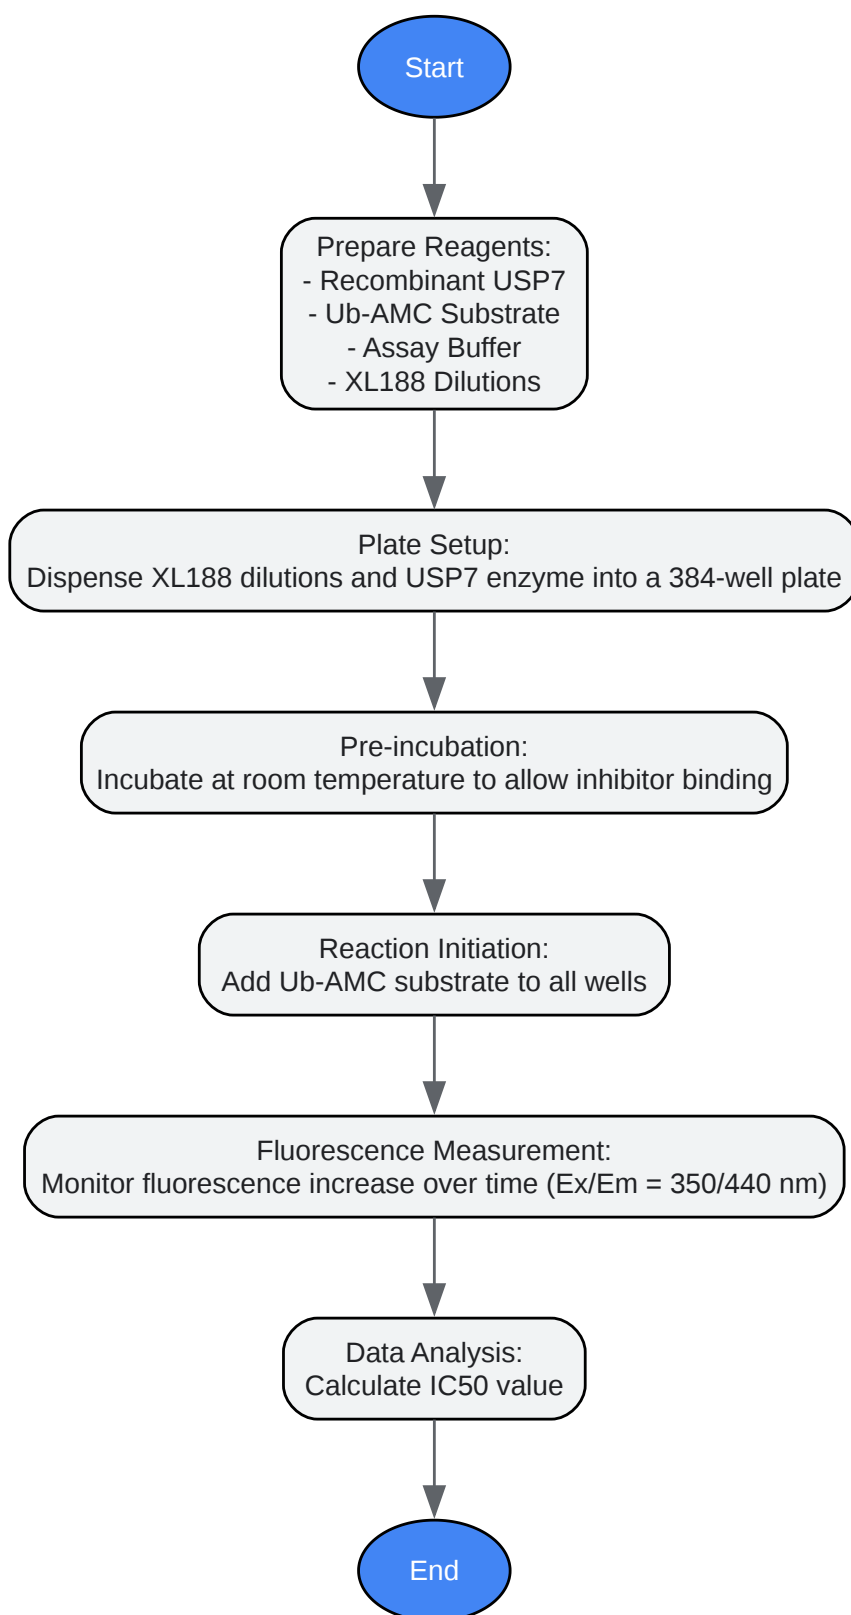 Start
Prepare Reagents:
- Recombinant USP7
- Ub-AMC Substrate
- Assay Buffer
- XL188 Dilutions
Plate Setup:
Dispense XL188 dilutions and USP7 enzyme into a 384-well plate
Pre-incubation:
Incubate at room temperature to allow inhibitor binding
Reaction Initiation:
Add Ub-AMC substrate to all wells
Fluorescence Measurement:
Monitor fluorescence increase over time (Ex/Em = 350/440 nm)
Data Analysis:
Calculate IC50 value
End